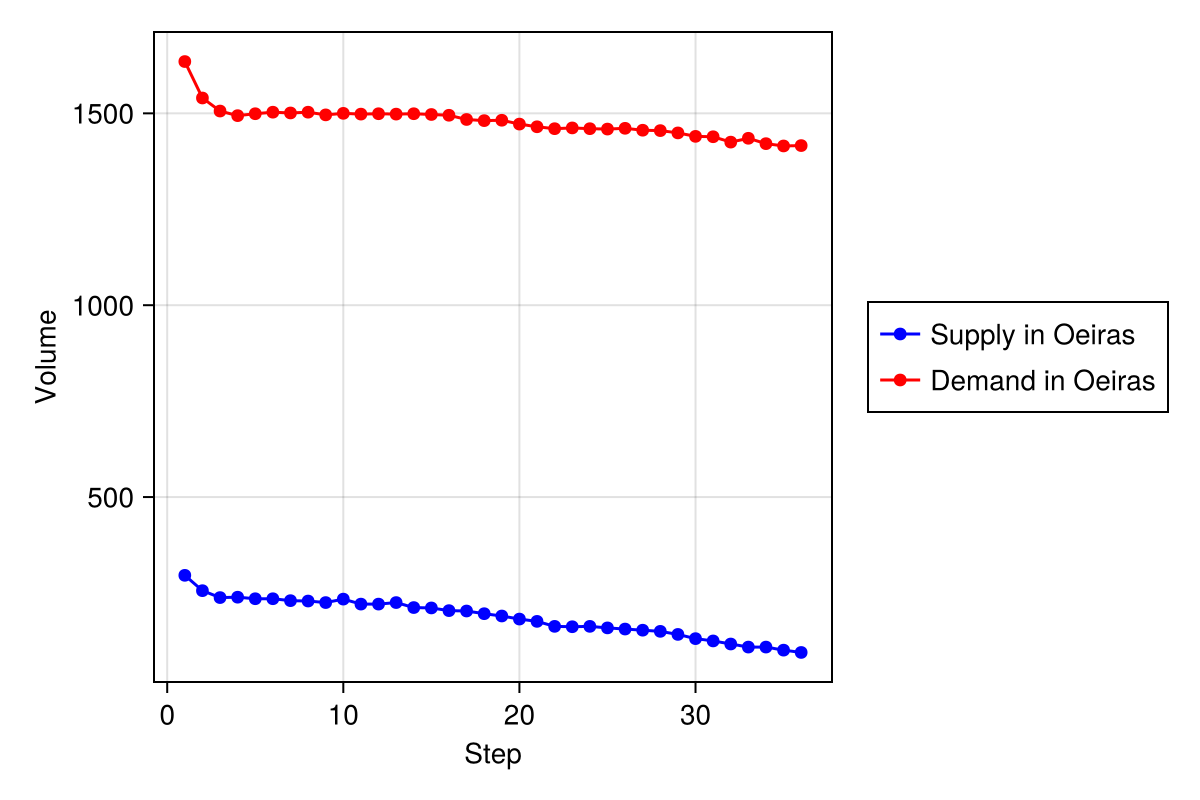 1500
1000
500
Volume
0 10 20 30
Step
Supply in Oeiras
Demand in Oeiras